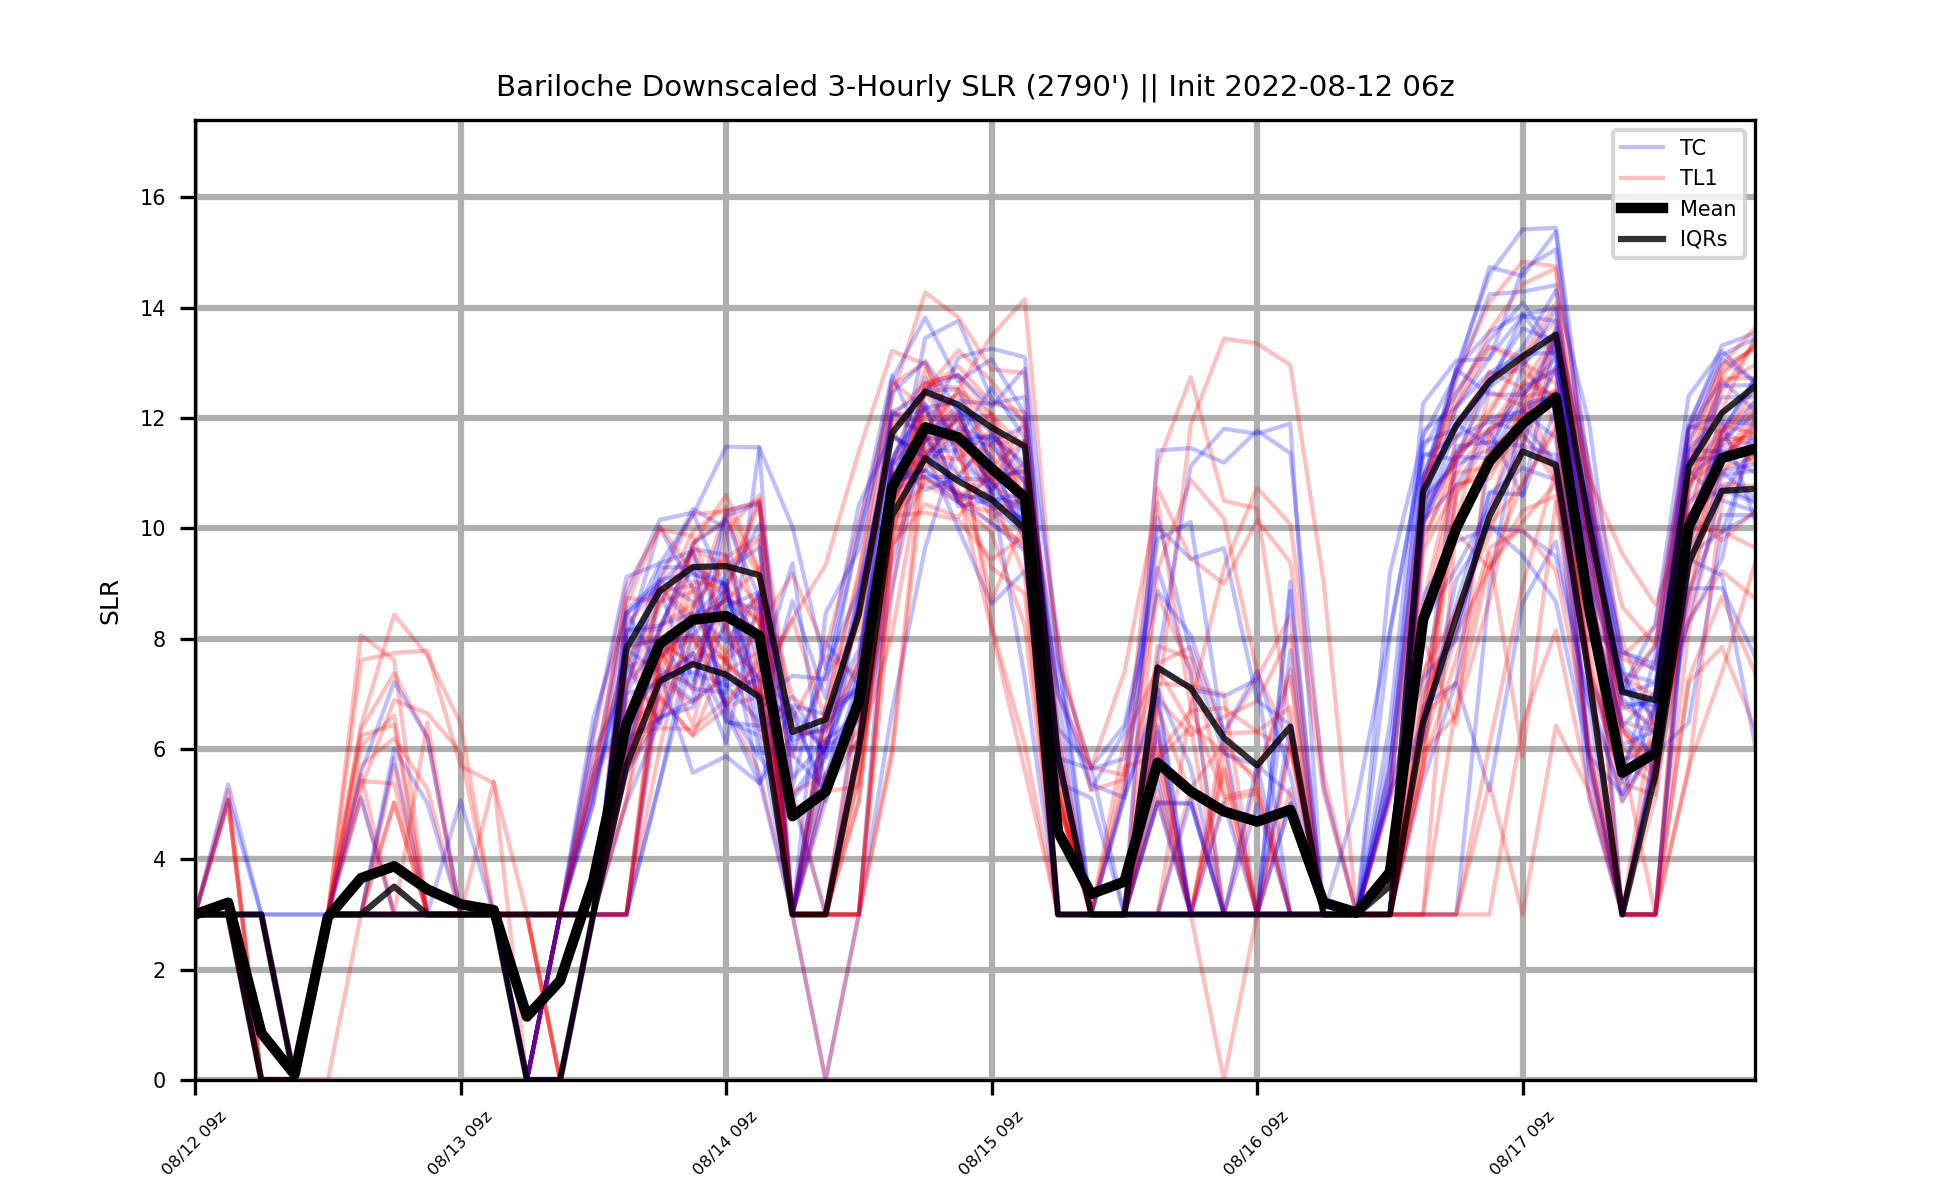 Bariloche Downscaled 3-Hourly SLR (2790') || Init 2022-08-12 06z
TC
TL1
Mean
IQRs
SLR
16
14
12
10
8
6
4
2
0
08/12 09z
08/13 09z
08/14 09z
08/15 09z
08/16 09z
08/17 09z